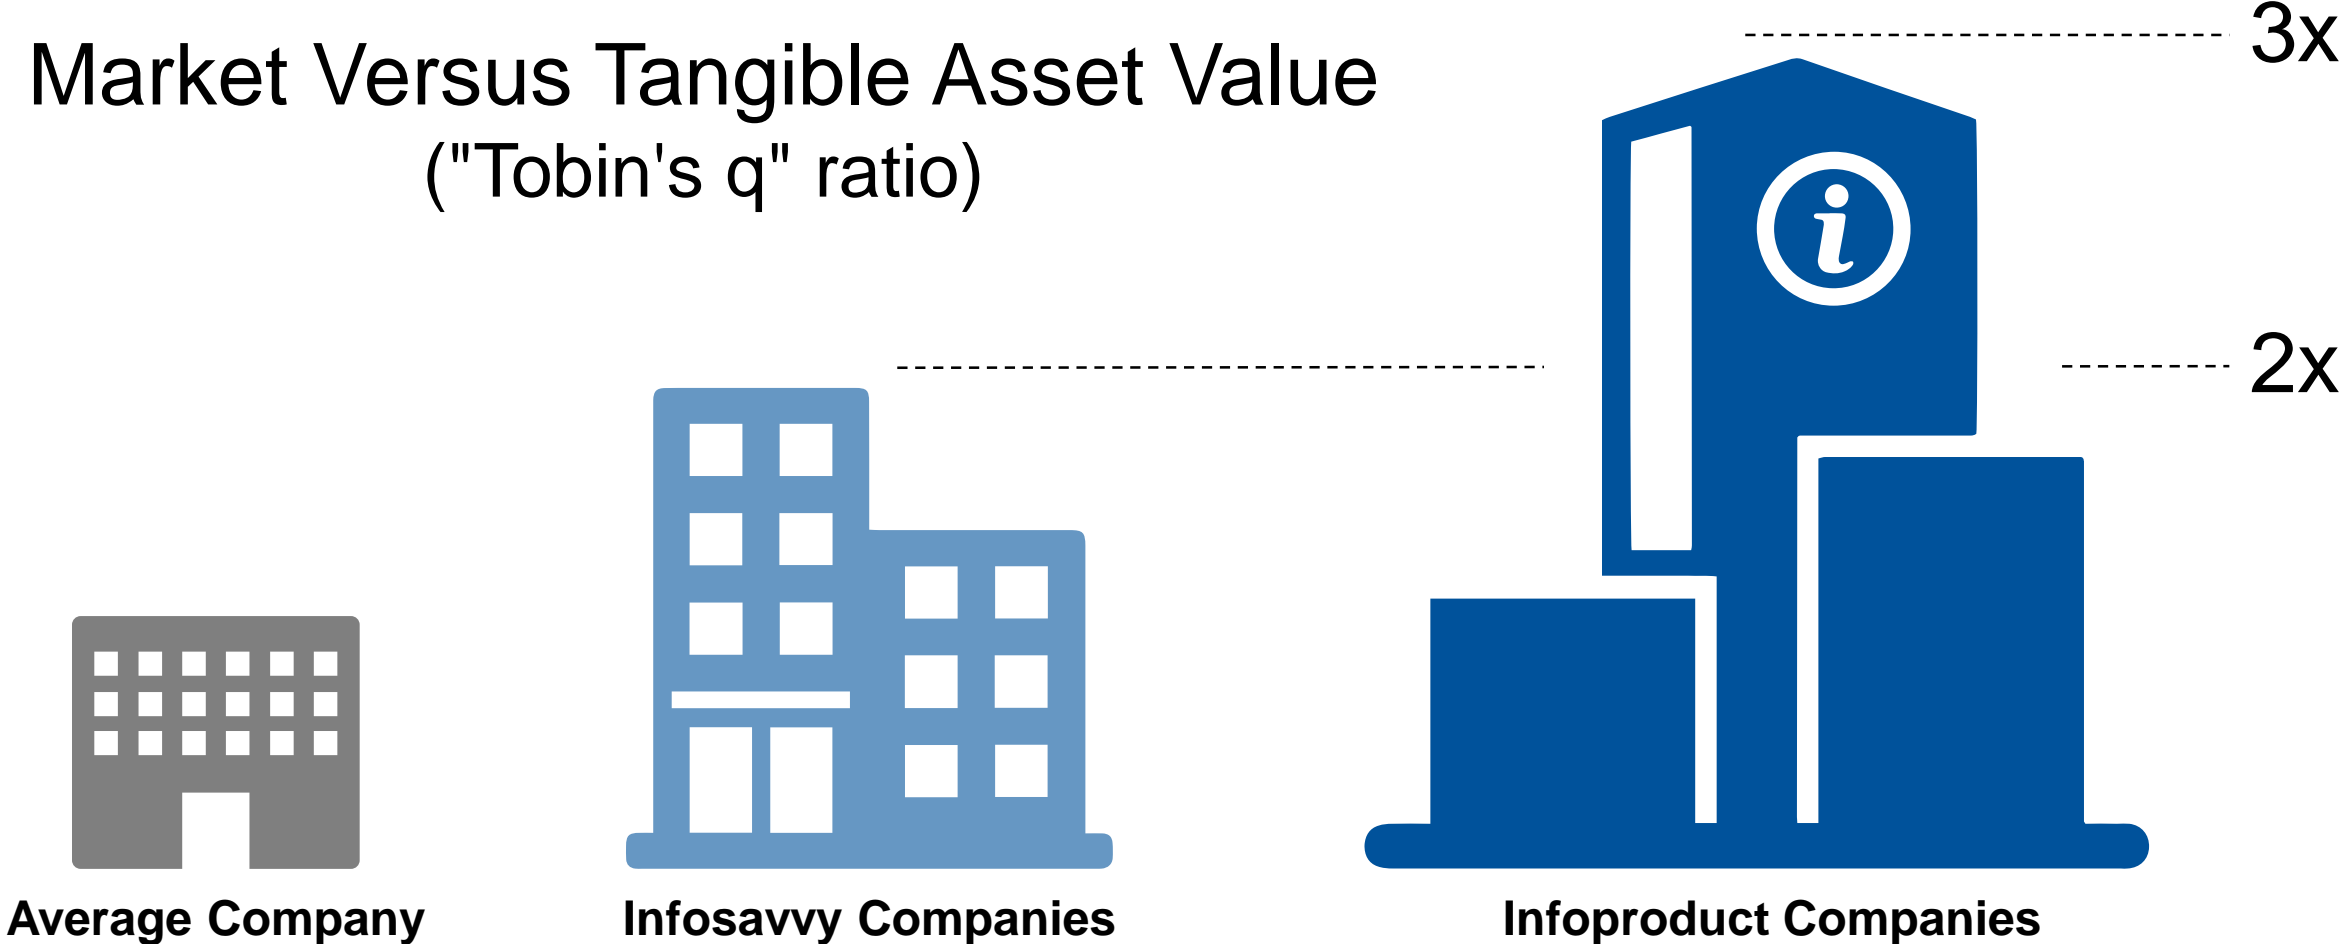 Market Versus Tangible Asset Value
("Tobin's q" ratio)
3x
2x
i
Average Company
Infosavvy Companies
Infoproduct Companies